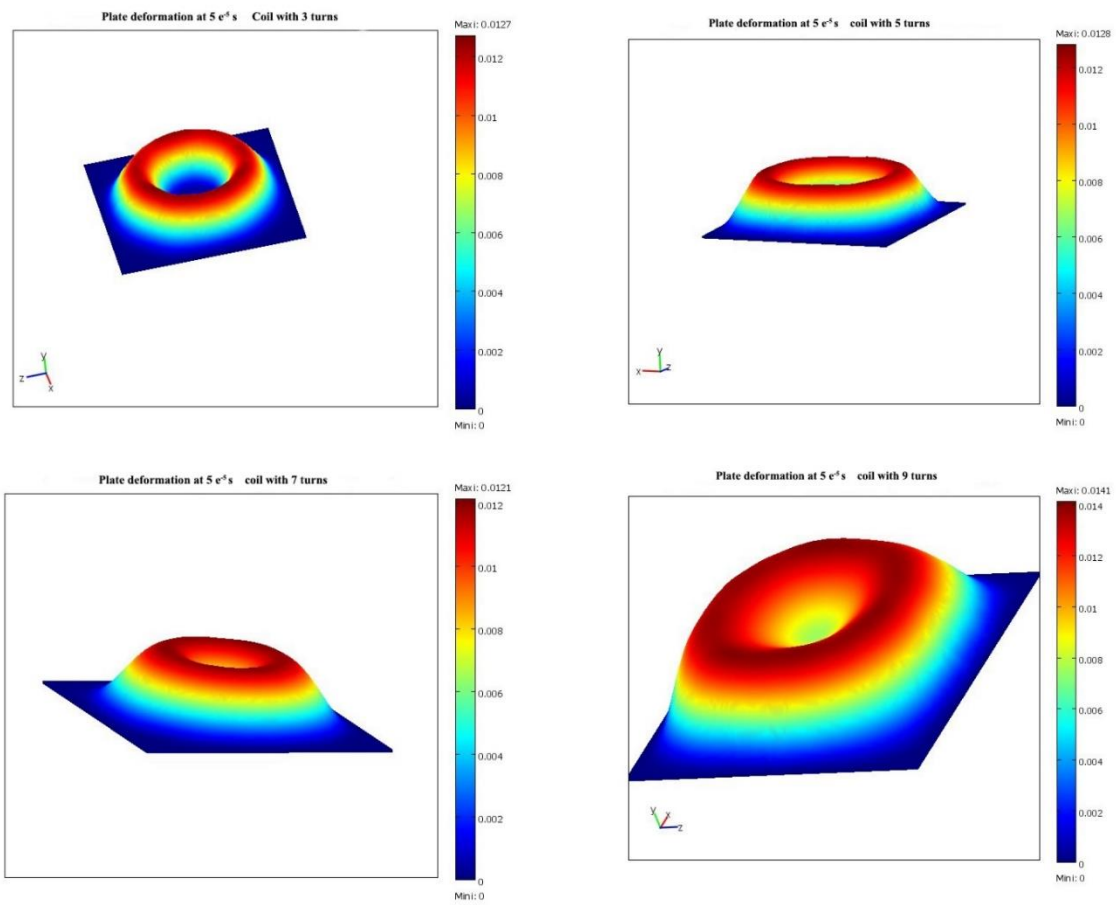 Plate deformation at 5 e⁻⁵ s Coil with 3 turns
Maxi: 0.0127
0.012
0.01
0.008
0.006
0.004
0.002
0
Mini: 0
y
z
x
Plate deformation at 5 e⁻⁵ s coil with 5 turns
Maxi: 0.0128
0.012
0.01
0.008
0.006
0.004
0.002
0
Mini: 0
y
x
z
Plate deformation at 5 e⁻⁵ s coil with 7 turns
Maxi: 0.0121
0.012
0.01
0.008
0.006
0.004
0.002
0
Mini: 0
Plate deformation at 5 e⁻⁵ s coil with 9 turns
Maxi: 0.0141
0.014
0.012
0.01
0.008
0.006
0.004
0.002
0
Mini: 0
y
x
z